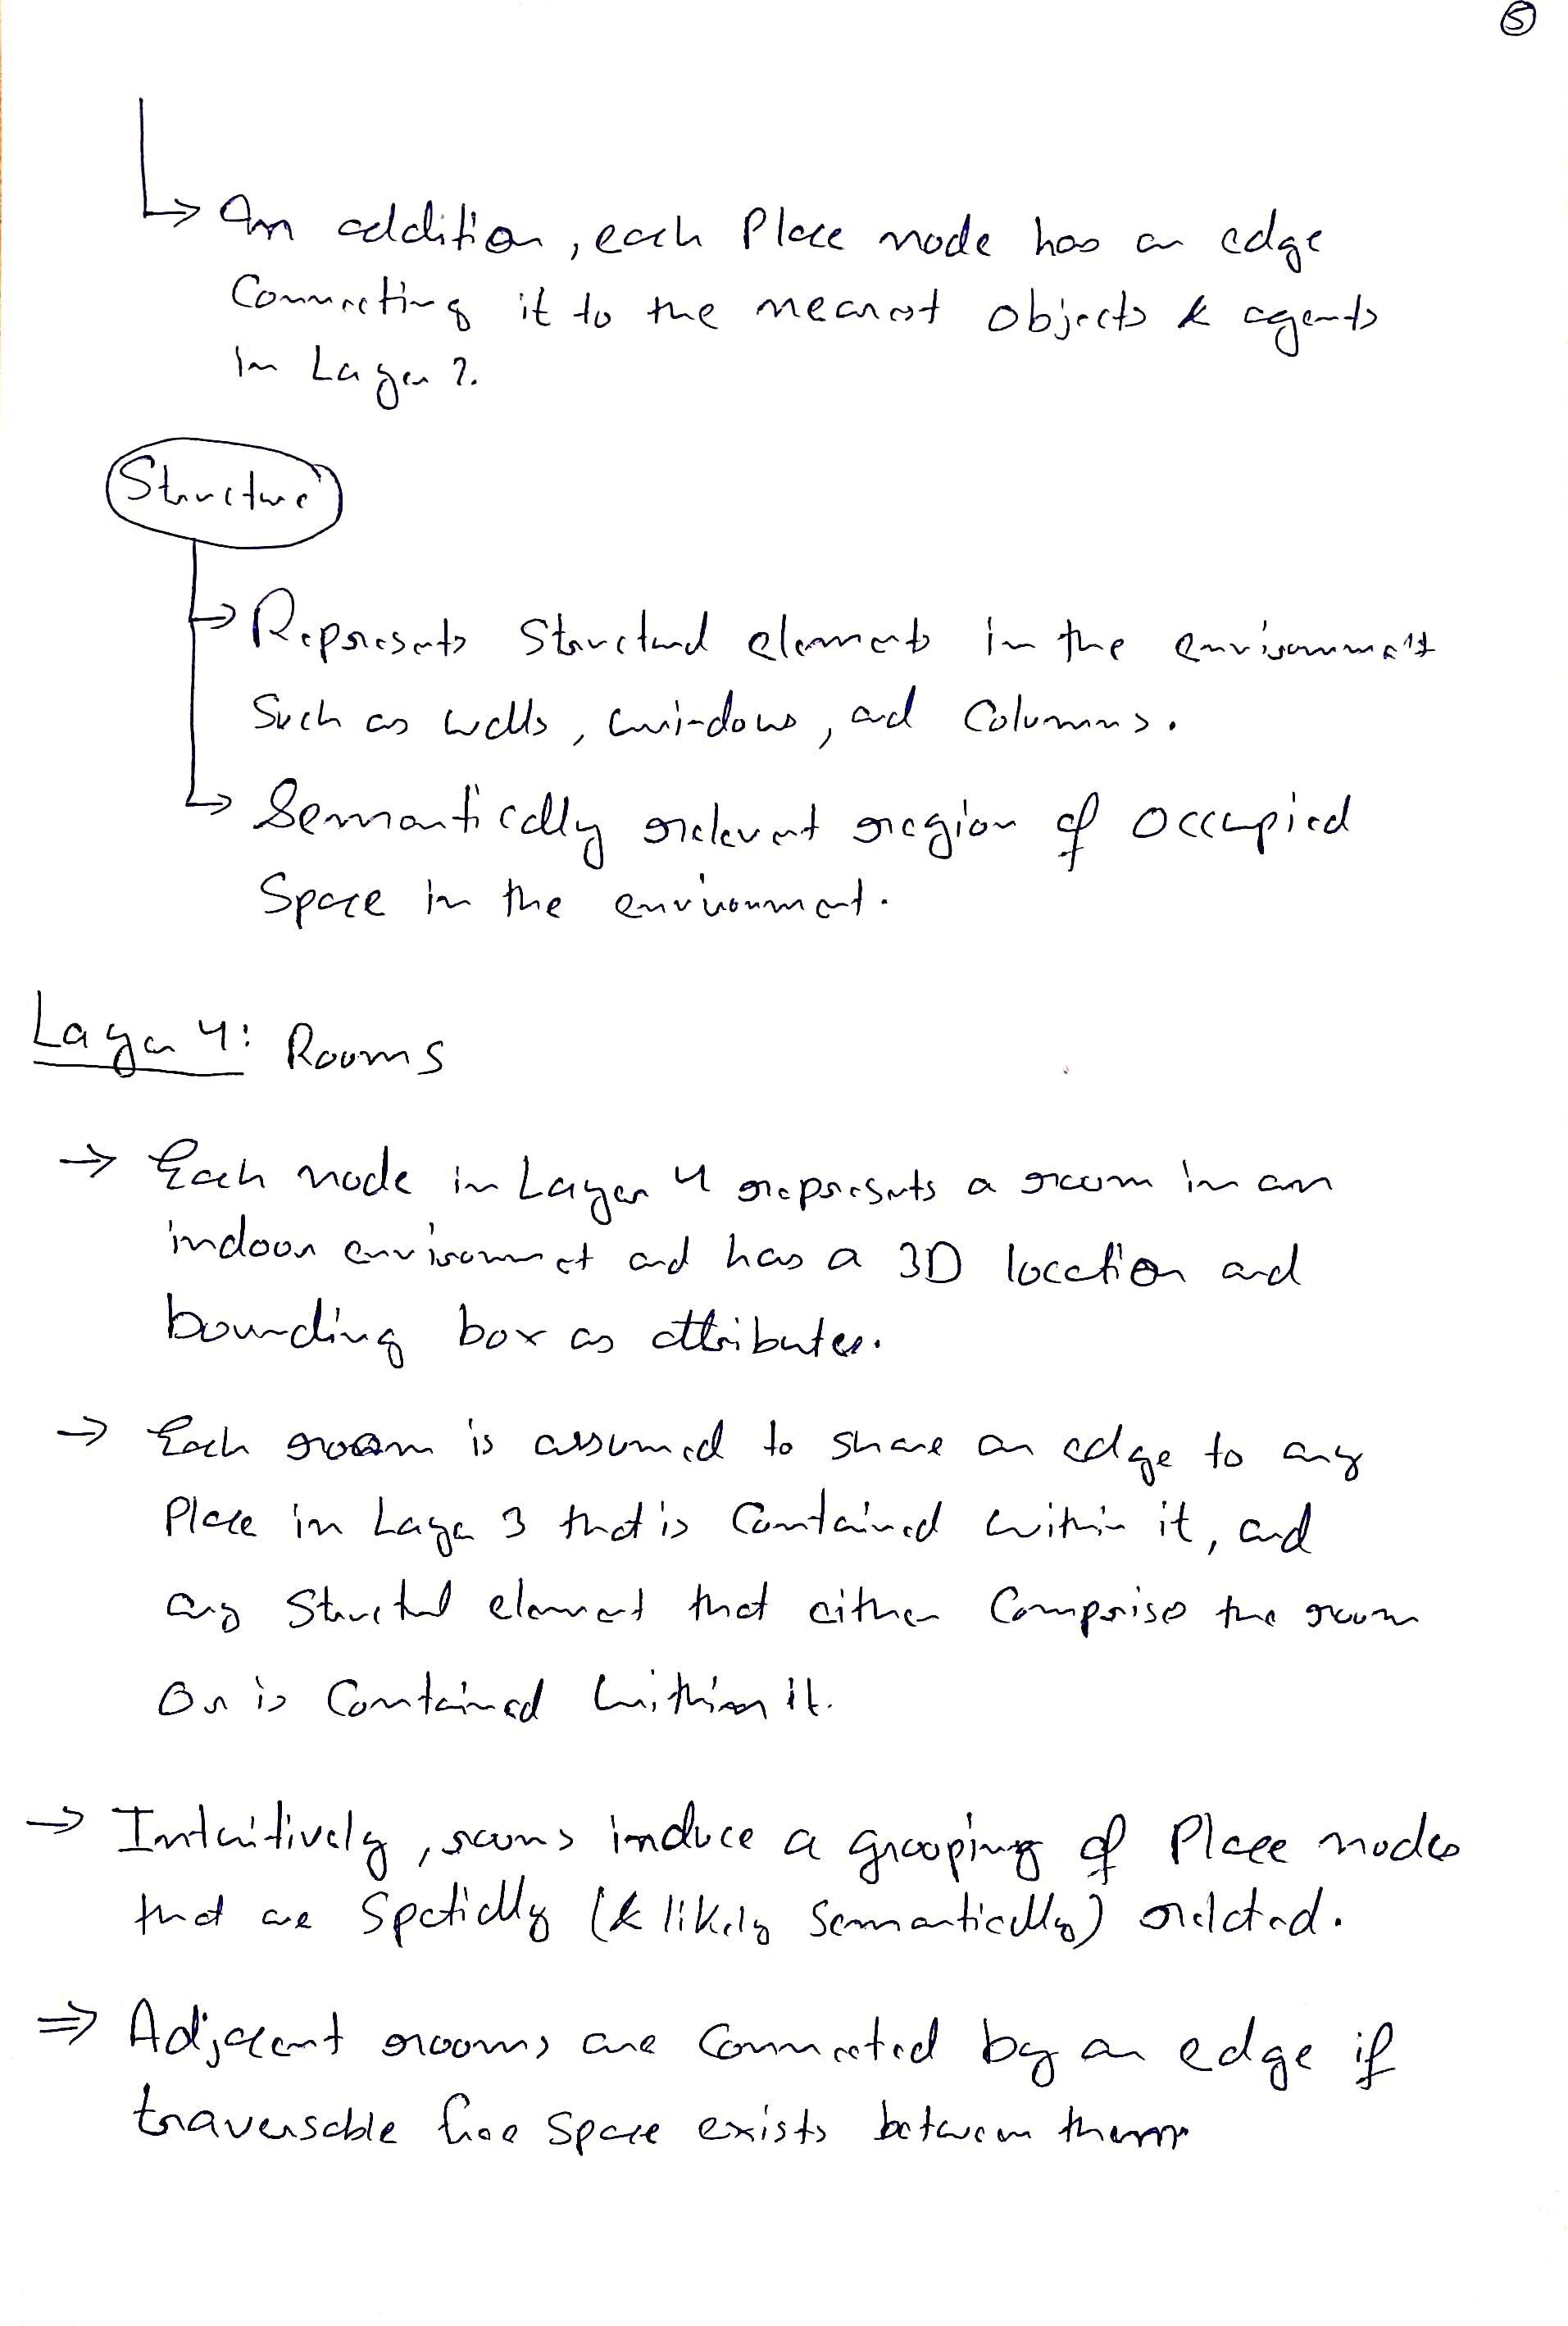 5
↳ In addition, each Place node has an edge
Connecting it to the nearest objects & agents
in Layer 2.
Structure
→ Represents Structural elements in the environment
Such as walls, windows, and Columns.
↳ Semantically relevant region of occupied
Space in the environment.
Layer 4: Rooms
→ Each node in Layer 4 represents a room in an
indoor environment and has a 3D location and
bounding box as attributes.
→ Each room is assumed to share an edge to any
Place in Layer 3 that is Contained within it, and
any Structural element that either Comprise the room
Or is Contained within it.
→ Intuitively, rooms induce a grouping of Place nodes
that are Spatially (& likely Semantically) related.
⇒ Adjacent rooms are Connected by an edge if
traversable free Space exists between them